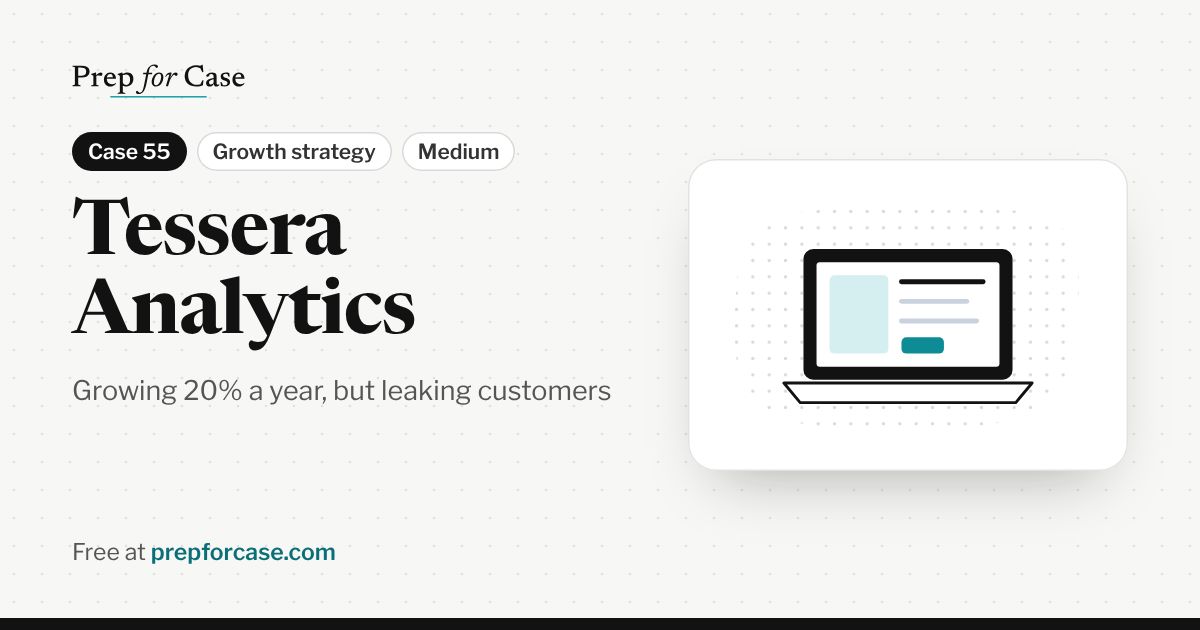 Prep for Case
Case 55
Growth strategy
Medium
Tessera
Analytics
Growing 20% a year, but leaking customers
Free at prepforcase.com